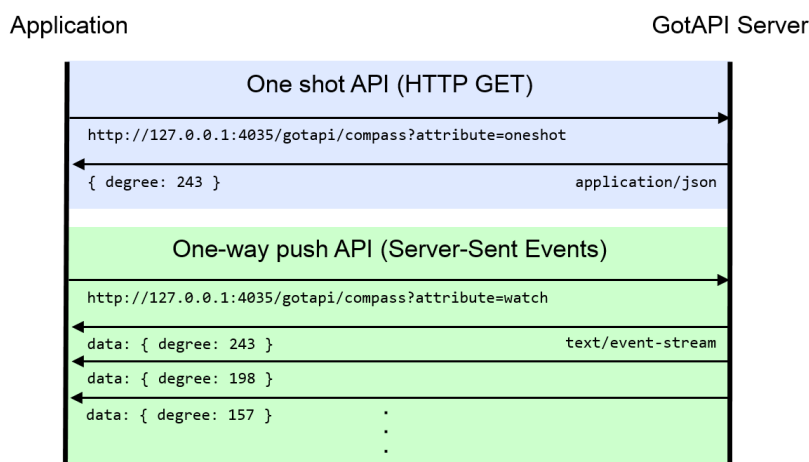 Application GotAPI Server
One shot API (HTTP GET)
http://127.0.0.1:4035/gotapi/compass?attribute=oneshot
{ degree: 243 } application/json
One-way push API (Server-Sent Events)
http://127.0.0.1:4035/gotapi/compass?attribute=watch
data: { degree: 243 } text/event-stream
data: { degree: 198 }
data: { degree: 157 }
.
.
.